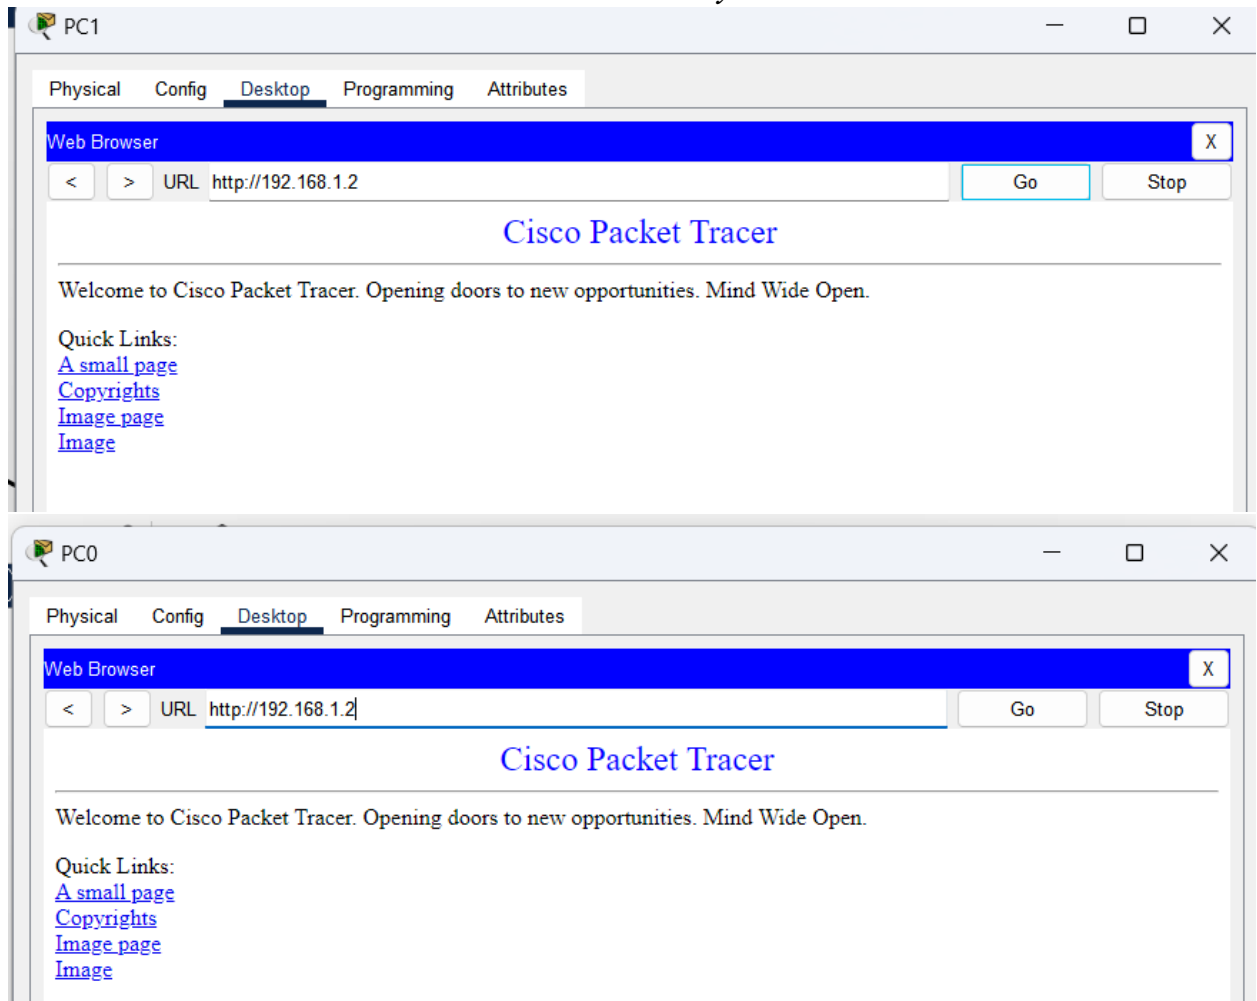 PC1
Physical Config Desktop Programming Attributes
Web Browser X
< > URL http://192.168.1.2 Go Stop
Cisco Packet Tracer
Welcome to Cisco Packet Tracer. Opening doors to new opportunities. Mind Wide Open.
Quick Links:
A small page
Copyrights
Image page
Image
PC0
Physical Config Desktop Programming Attributes
Web Browser X
< > URL http://192.168.1.2 Go Stop
Cisco Packet Tracer
Welcome to Cisco Packet Tracer. Opening doors to new opportunities. Mind Wide Open.
Quick Links:
A small page
Copyrights
Image page
Image